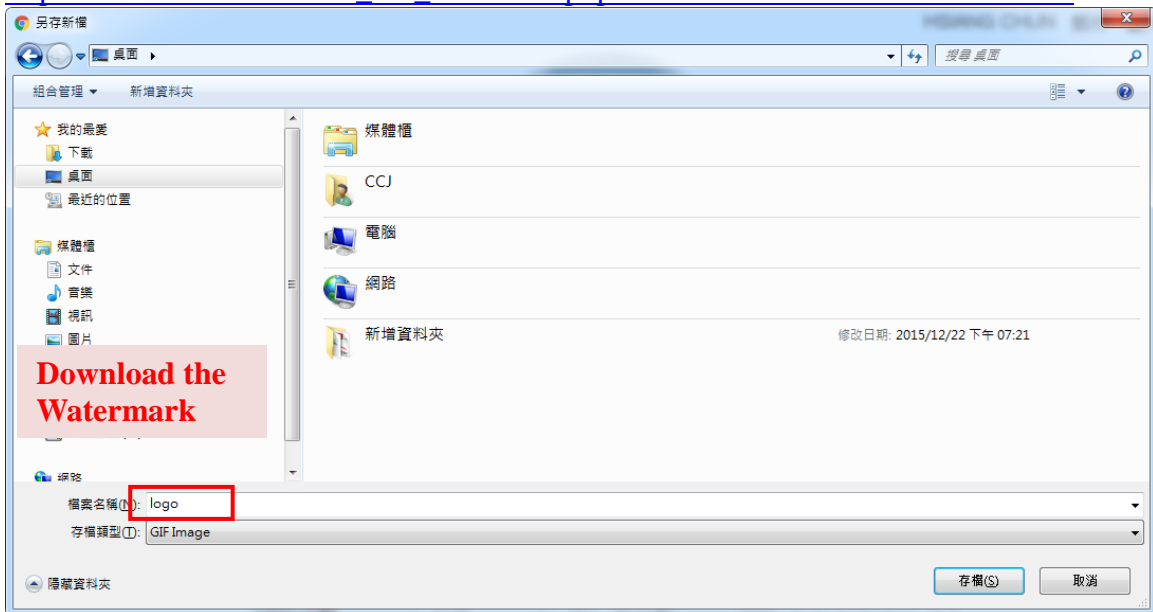 另存新檔
桌面
搜尋 桌面
組合管理 新增資料夾
我的最愛
下載
桌面
最近的位置
媒體櫃
文件
音樂
視訊
圖片
網路
媒體櫃
CCJ
電腦
網路
新增資料夾 修改日期: 2015/12/22 下午 07:21
Download the
Watermark
檔案名稱(N): logo
存檔類型(T): GIF Image
隱藏資料夾 存檔(S) 取消